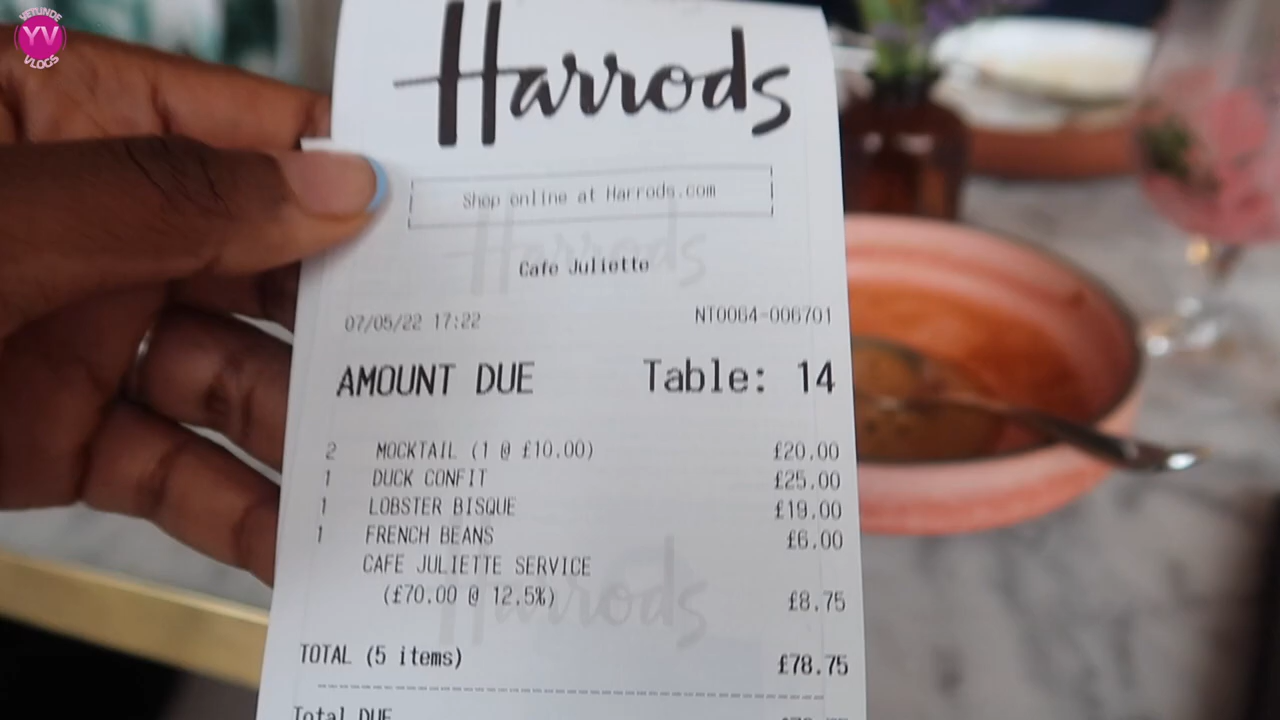 YETUNDE
YV
VLOGS
Harrods
Shop online at Harrods.com
Cafe Juliette
07/05/22 17:22 NT0064-006701
AMOUNT DUE Table: 14
2 MOCKTAIL (1 @ £10.00) £20.00
1 DUCK CONFIT £25.00
1 LOBSTER BISQUE £19.00
1 FRENCH BEANS £6.00
CAFE JULIETTE SERVICE
(£70.00 @ 12.5%) £8.75
TOTAL (5 items) £78.75
Total DUE